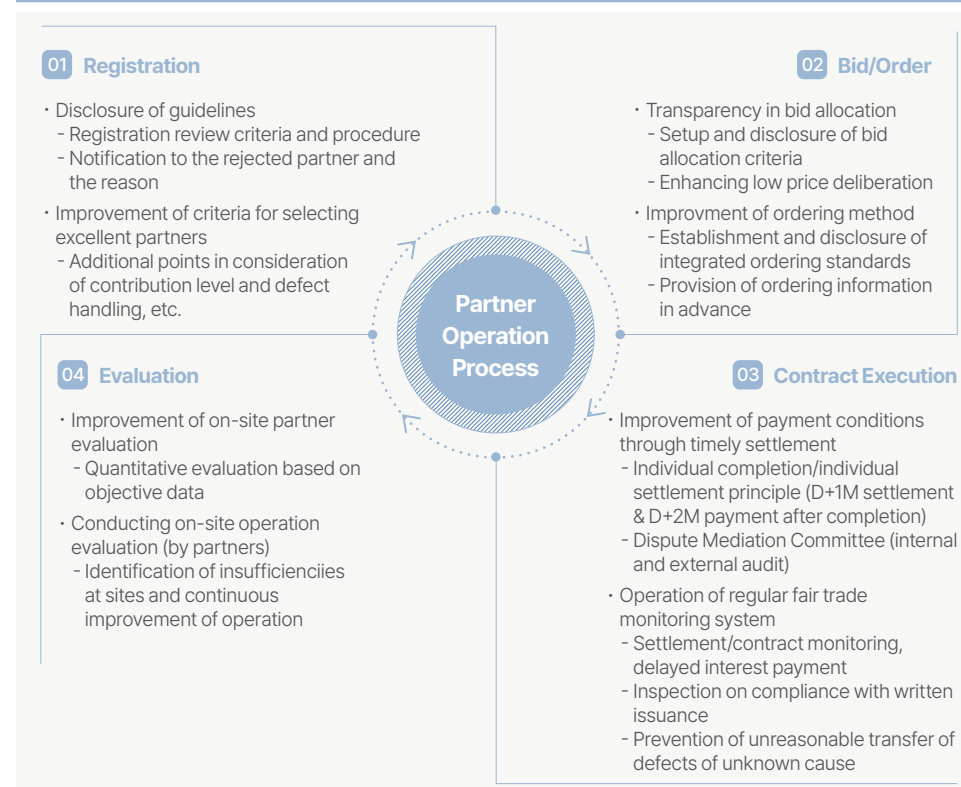 01 Registration
· Disclosure of guidelines
- Registration review criteria and procedure
- Notification to the rejected partner and
the reason
· Improvement of criteria for selecting
excellent partners
- Additional points in consideration
of contribution level and defect
handling, etc.
02 Bid/Order
· Transparency in bid allocation
- Setup and disclosure of bid
allocation criteria
- Enhancing low price deliberation
· Improvment of ordering method
- Establishment and disclosure of
integrated ordering standards
- Provision of ordering information
in advance
Partner
Operation
Process
03 Contract Execution
· Improvement of payment conditions
through timely settlement
- Individual completion/individual
settlement principle (D+1M settlement
& D+2M payment after completion)
- Dispute Mediation Committee (internal
and external audit)
· Operation of regular fair trade
monitoring system
- Settlement/contract monitoring,
delayed interest payment
- Inspection on compliance with written
issuance
- Prevention of unreasonable transfer of
defects of unknown cause
04 Evaluation
· Improvement of on-site partner
evaluation
- Quantitative evaluation based on
objective data
· Conducting on-site operation
evaluation (by partners)
- Identification of insufficienciies
at sites and continuous
improvement of operation